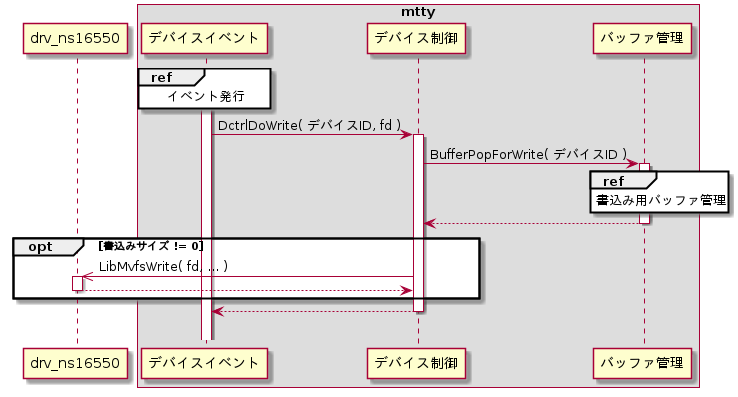 mtty
drv_ns16550
デバイスイベント
デバイス制御
バッファ管理
ref
イベント発行
DctrlDoWrite( デバイスID, fd )
BufferPopForWrite( デバイスID )
ref
書込み用バッファ管理
opt
[書込みサイズ != 0]
LibMvfsWrite( fd, ... )
drv_ns16550
デバイスイベント
デバイス制御
バッファ管理